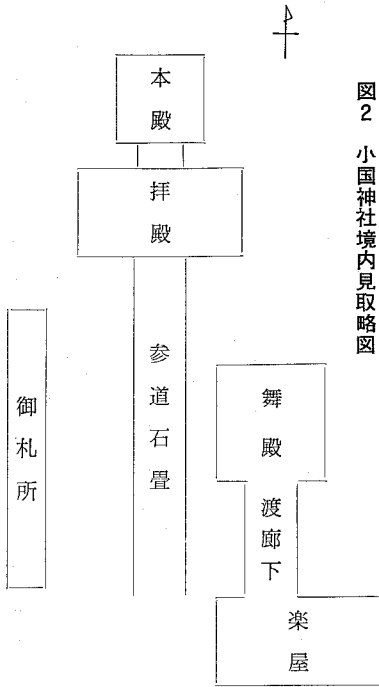 図2 小国神社境内見取略図
本殿
拝殿
参道石畳
御札所
舞殿
渡廊下
楽屋